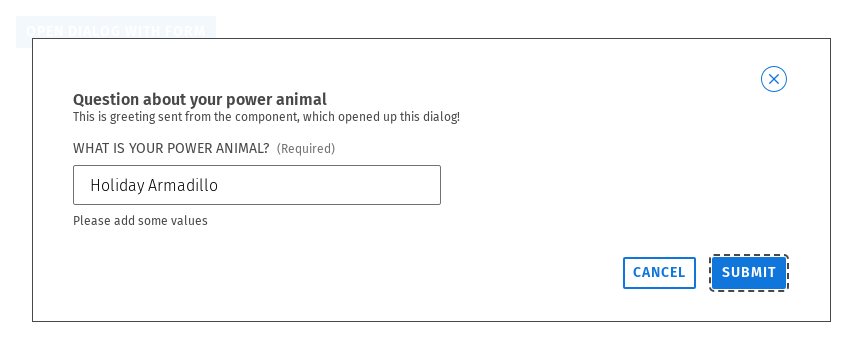 OPEN DIALOG WITH FORM
Question about your power animal
This is greeting sent from the component, which opened up this dialog!
WHAT IS YOUR POWER ANIMAL? (Required)
Holiday Armadillo
Please add some values
CANCEL SUBMIT